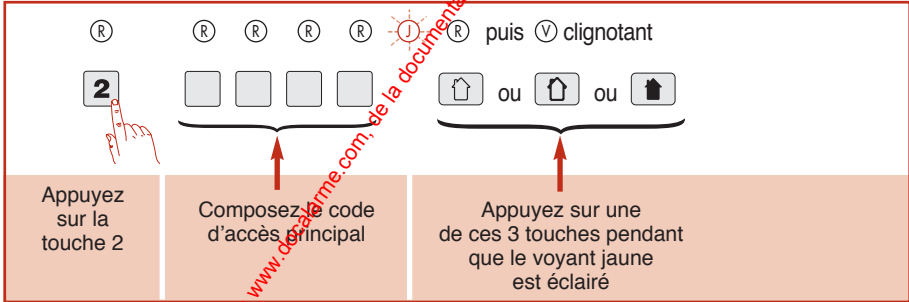 R R R R R J R puis V clignotant
2 ou ou
Appuyez
sur la
touche 2
Composez le code
d'accès principal
Appuyez sur une
de ces 3 touches pendant
que le voyant jaune
est éclairé
www.docalarme.com, de la documenta